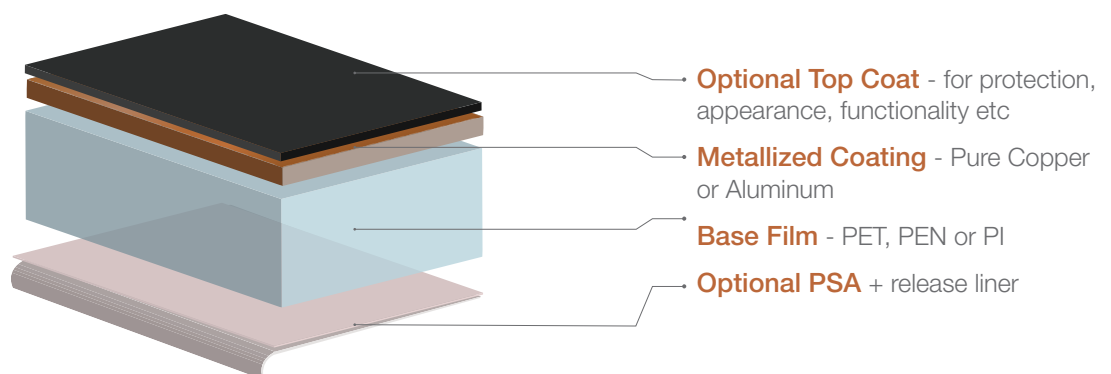 Optional Top Coat - for protection,
appearance, functionality etc
Metallized Coating - Pure Copper
or Aluminum
Base Film - PET, PEN or PI
Optional PSA + release liner